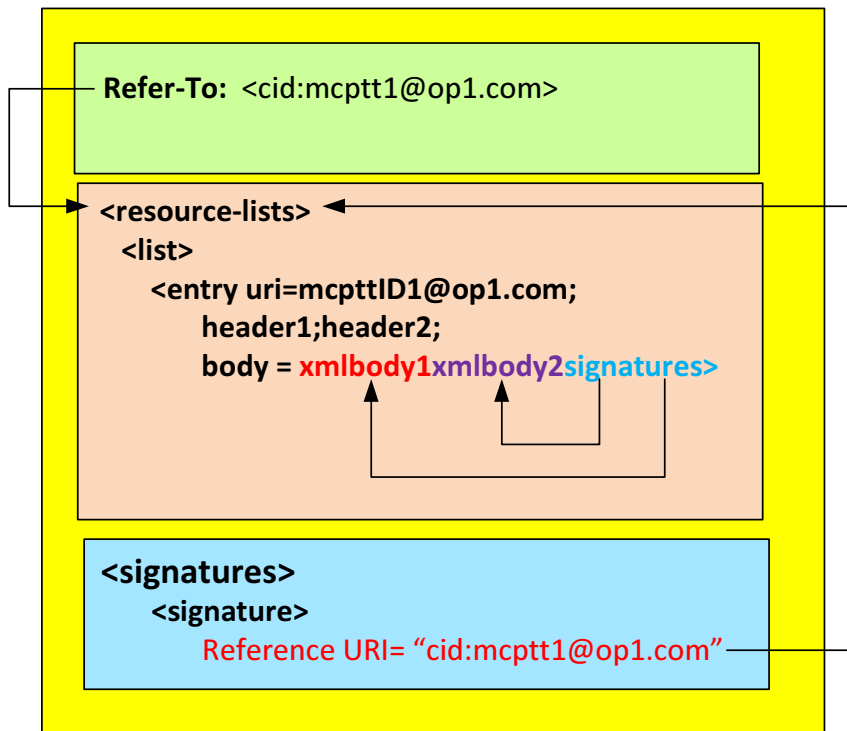 Refer-To: <cid:mcptt1@op1.com>
<resource-lists>
<list>
<entry uri=mcpttID1@op1.com;
header1;header2;
body = xmlbody1xmlbody2signatures>
<signatures>
<signature>
Reference URI= “cid:mcptt1@op1.com”